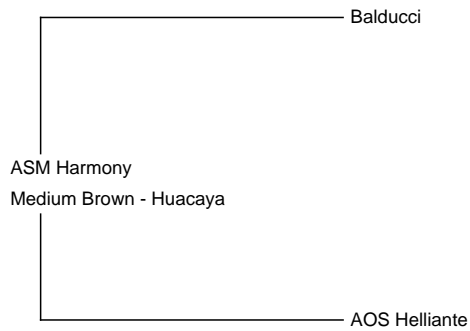 Balducci
ASM Harmony
Medium Brown - Huacaya
AOS Helliante